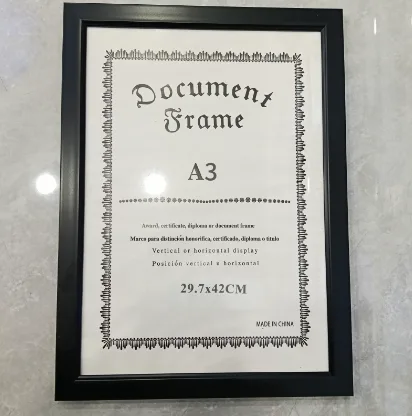 Document
Frame
A3
Award, certificate, diploma or document frame
Marco para distinción honorífica, certificado, diploma o título
Vertical or horizontal display
Posición vertical u horizontal
29.7x42CM
MADE IN CHINA